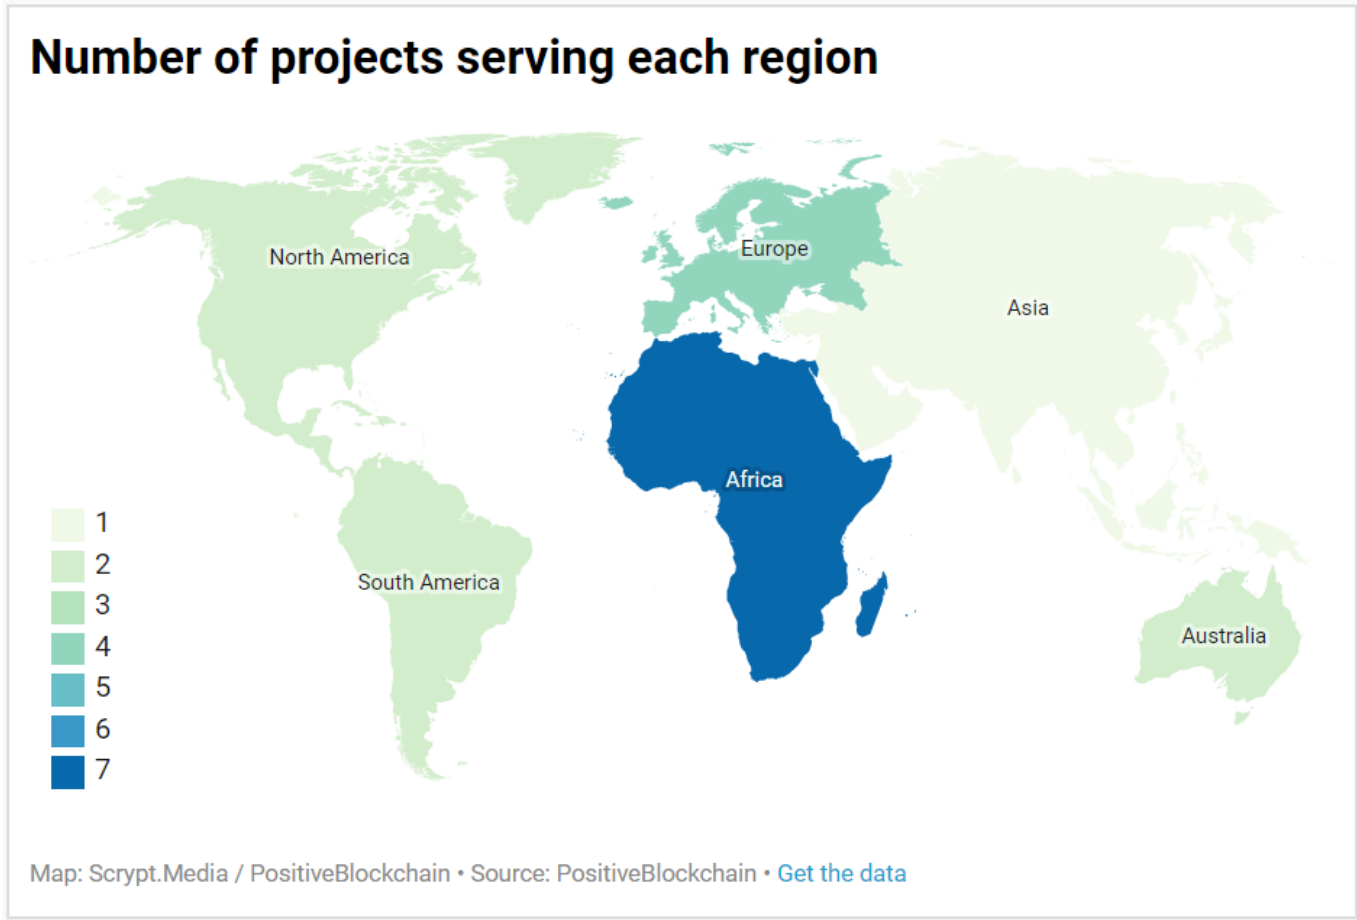 Number of projects serving each region
North America
Europe
Asia
Africa
South America
Australia
1
2
3
4
5
6
7
Map: Scrypt.Media / PositiveBlockchain • Source: PositiveBlockchain • Get the data